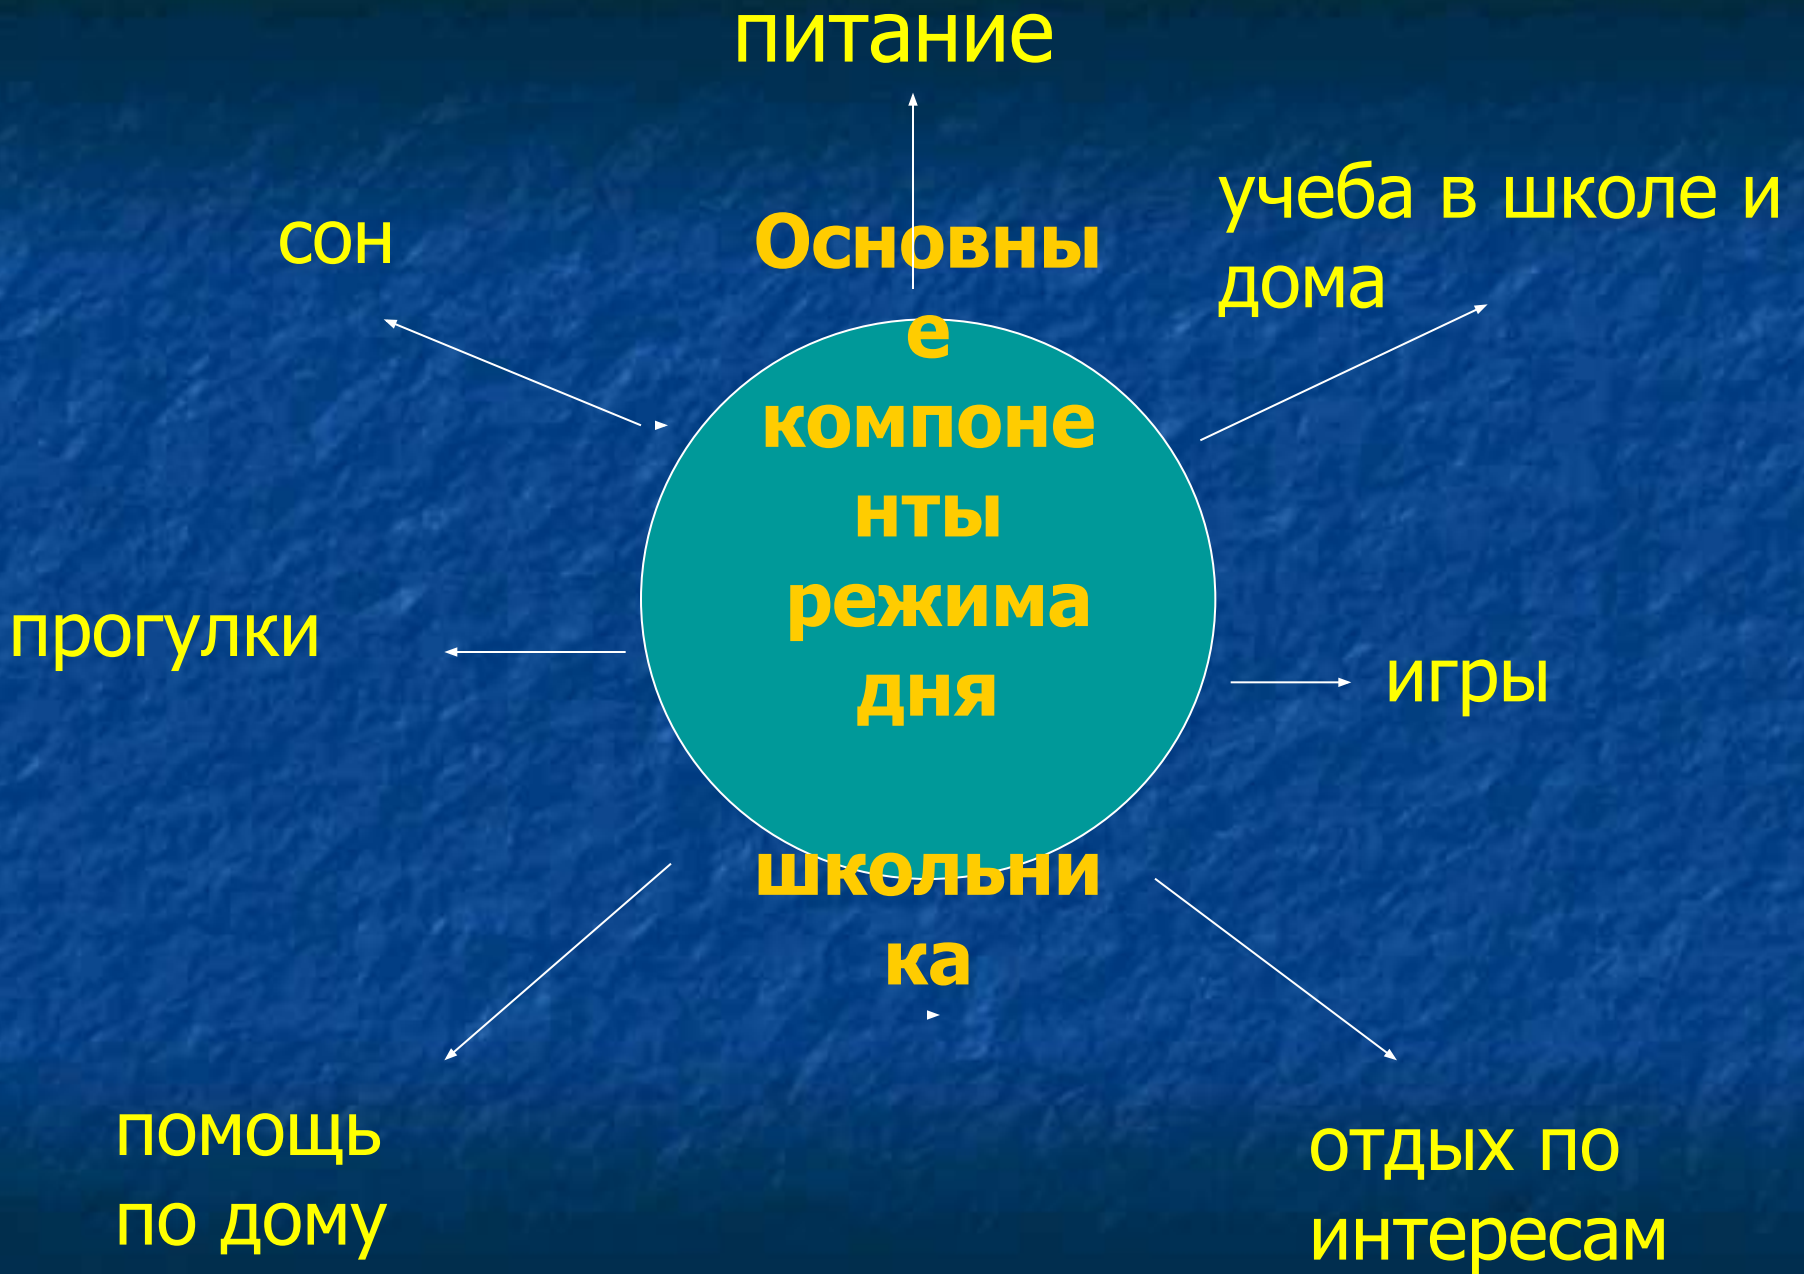 питание
сон
учеба в школе и
дома
Основны
е
компоне
нты
режима
дня
школьни
ка
прогулки
игры
помощь
по дому
отдых по
интересам